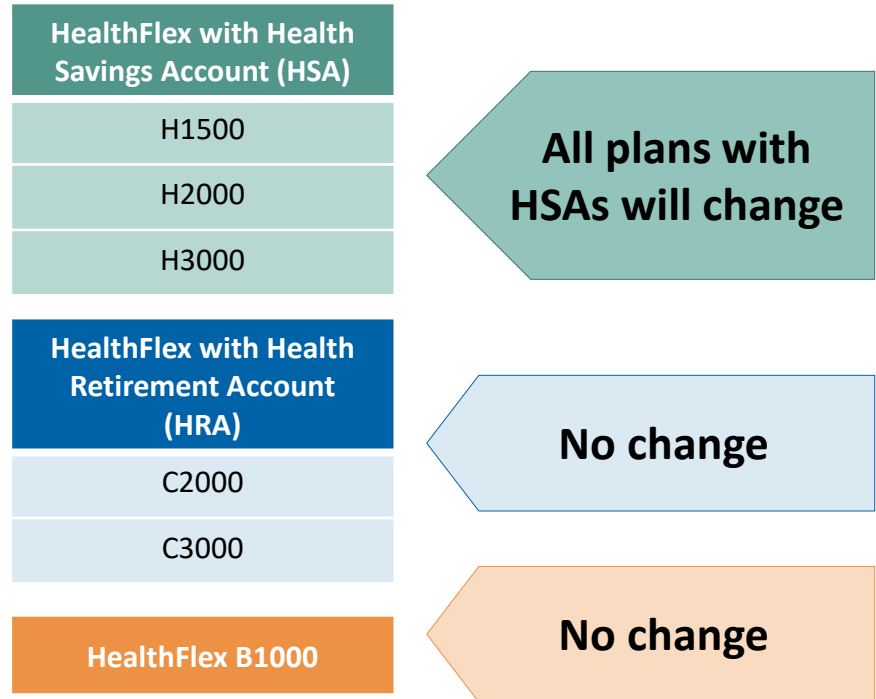 HealthFlex with Health
Savings Account (HSA)
H1500
H2000
H3000
All plans with
HSAs will change
HealthFlex with Health
Retirement Account
(HRA)
C2000
C3000
No change
HealthFlex B1000
No change